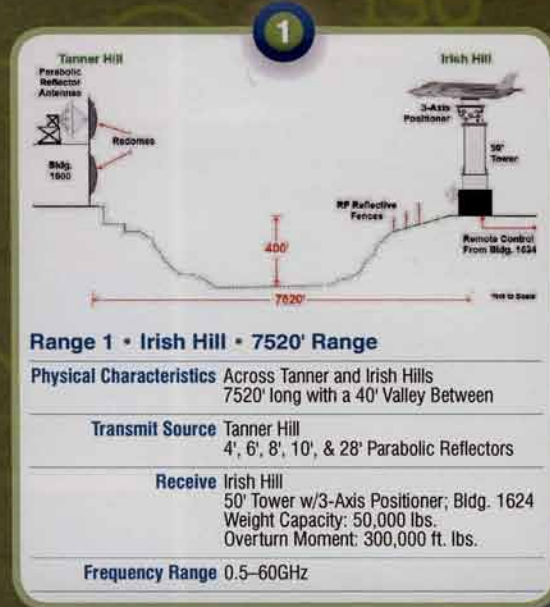 1
Tanner Hill
Irish Hill
Parabolic
Reflector
Antennas
Radomes
Bldg.
1600
3-Axis
Positioner
50'
Tower
RF Reflective
Fences
400'
Remote Control
From Bldg. 1624
7520'
*Not to Scale
Range 1 • Irish Hill • 7520' Range
Physical Characteristics Across Tanner and Irish Hills
7520' long with a 40' Valley Between
Transmit Source Tanner Hill
4', 6', 8', 10', & 28' Parabolic Reflectors
Receive Irish Hill
50' Tower w/3-Axis Positioner; Bldg. 1624
Weight Capacity: 50,000 lbs.
Overturn Moment: 300,000 ft. lbs.
Frequency Range 0.5–60GHz